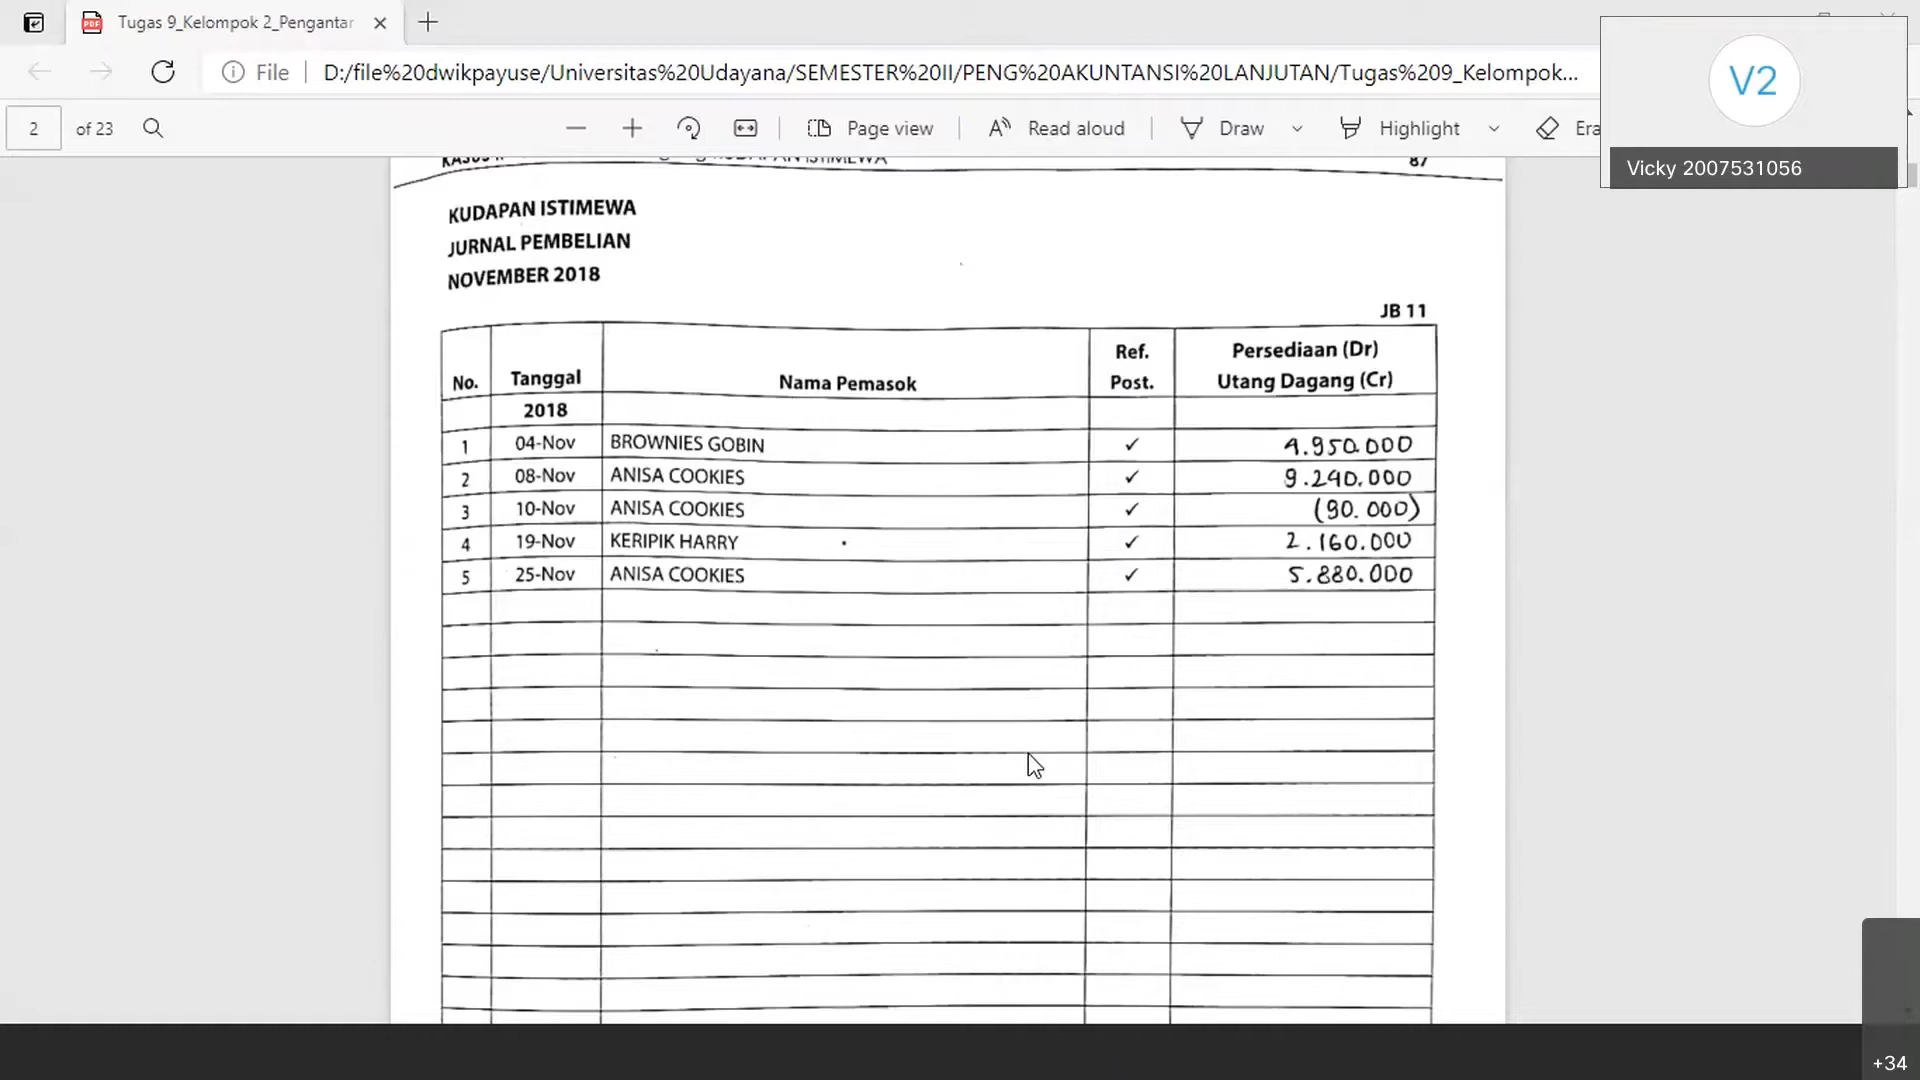 Tugas 9_Kelompok 2_Pengantar
File D:/file%20dwikpayuse/Universitas%20Udayana/SEMESTER%20II/PENG%20AKUNTANSI%20LANJUTAN/Tugas%209_Kelompok...
2 of 23 Page view Read aloud Draw Highlight Era
V2
Vicky 2007531056
KUDAPAN ISTIMEWA 87
KUDAPAN ISTIMEWA
JURNAL PEMBELIAN
NOVEMBER 2018
JB 11
No. Tanggal Nama Pemasok Ref. Post. Persediaan (Dr) Utang Dagang (Cr)
2018
1 04-Nov BROWNIES GOBIN ✓ 4.950.000
2 08-Nov ANISA COOKIES ✓ 9.240.000
3 10-Nov ANISA COOKIES ✓ (90.000)
4 19-Nov KERIPIK HARRY ✓ 2.160.000
5 25-Nov ANISA COOKIES ✓ 5.880.000
+34